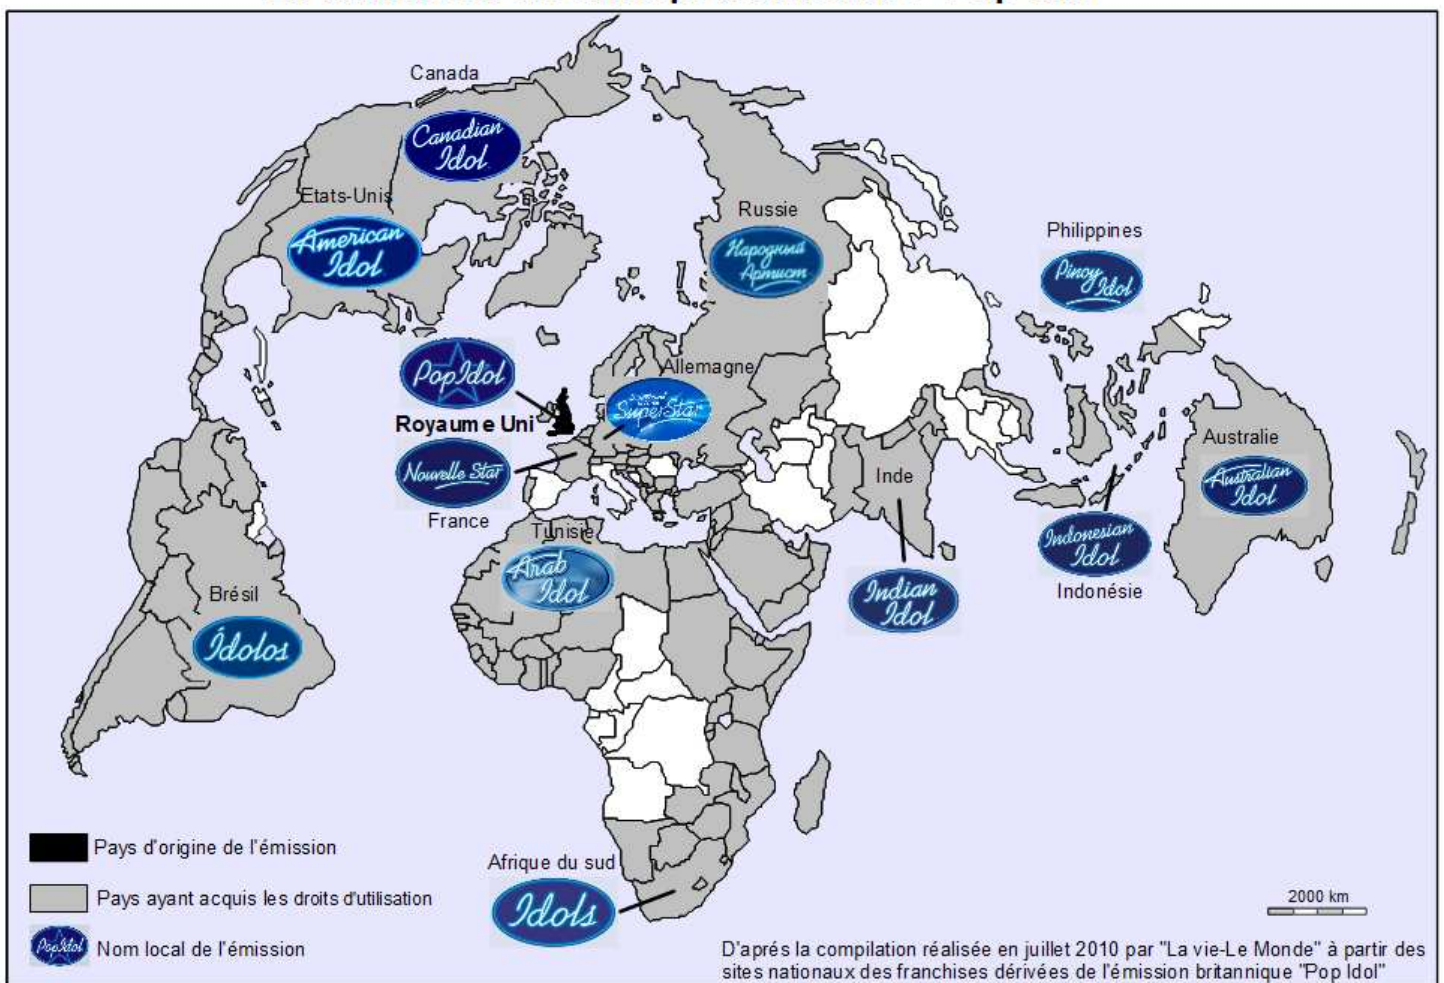 Canada
Canadian
Idol
Etats-Unis
American
Idol
Russie
Народный
Артист
Philippines
Pinoy
Idol
PopIdol
Royaume Uni
Allemagne
SuperStar
Nouvelle Star
France
Inde
Australie
Australian
Idol
Tunisie
Arab
Idol
Indonesian
Idol
Indonésie
Indian
Idol
Brésil
Ídolos
Afrique du sud
Idols
Pays d'origine de l'émission
Pays ayant acquis les droits d'utilisation
PopIdol
Nom local de l'émission
2000 km
D'aprés la compilation réalisée en juillet 2010 par "La vie-Le Monde" à partir des
sites nationaux des franchises dérivées de l'émission britannique "Pop Idol"